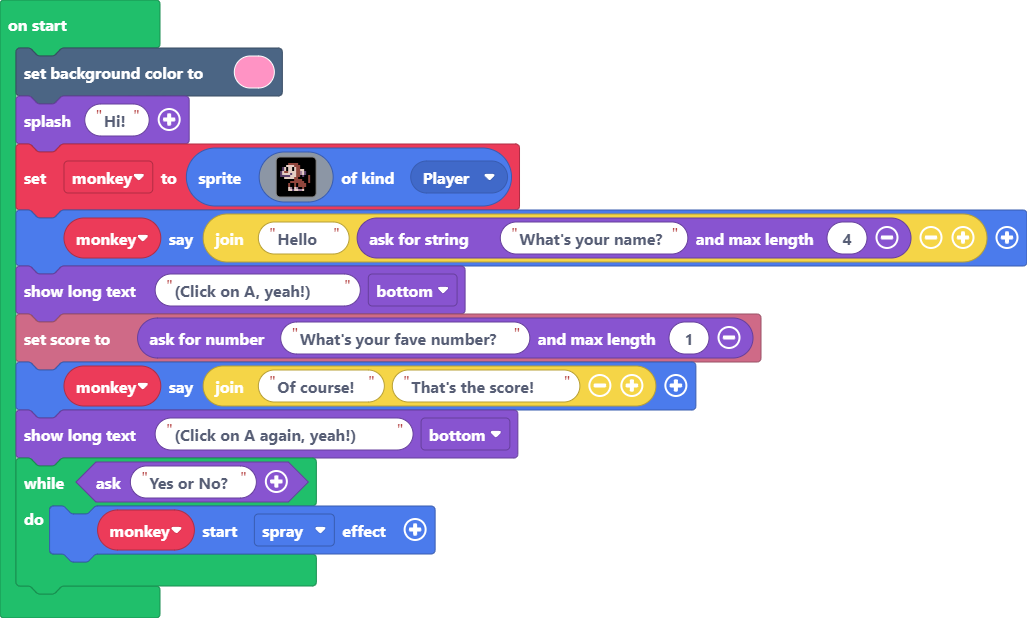 on start
set background color to
splash "Hi!"
set monkey to sprite of kind Player
monkey say join "Hello" ask for string "What's your name?" and max length 4
show long text "(Click on A, yeah!)" bottom
set score to ask for number "What's your fave number?" and max length 1
monkey say join "Of course!" "That's the score!"
show long text "(Click on A again, yeah!)" bottom
while ask "Yes or No?"
do monkey start spray effect